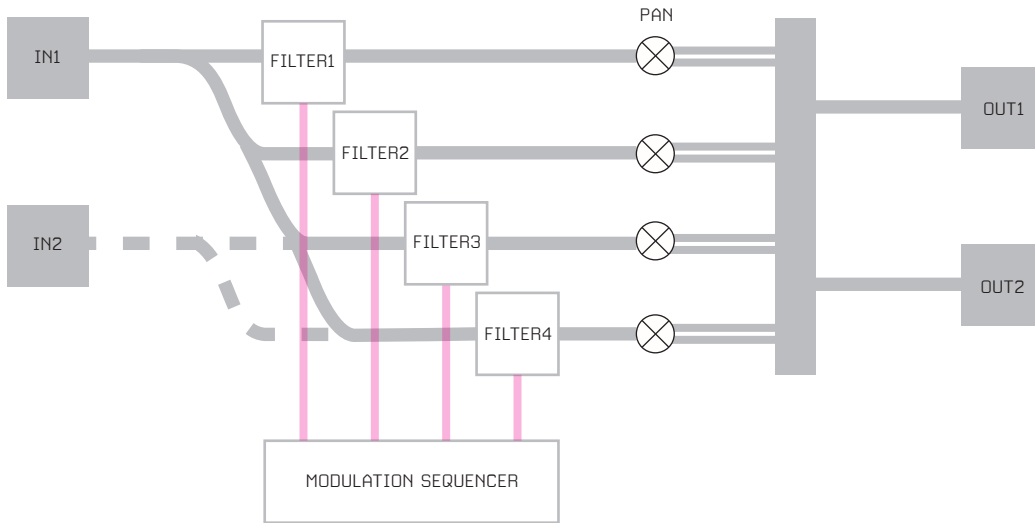 PAN
IN1
FILTER1
OUT1
FILTER2
IN2
FILTER3
OUT2
FILTER4
MODULATION SEQUENCER